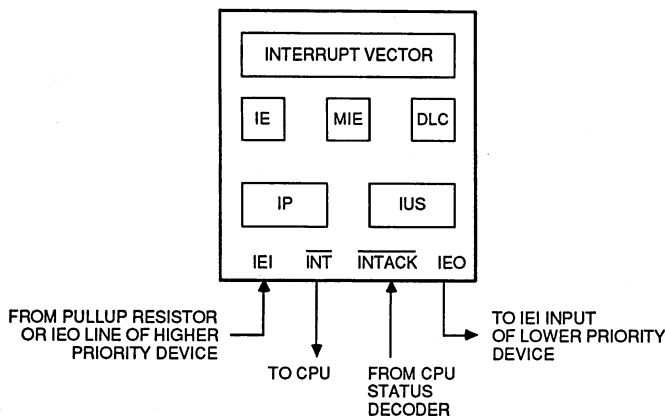 INTERRUPT VECTOR
IE MIE DLC
IP IUS
IEI INT INTACK IEO
FROM PULLUP RESISTOR
OR IEO LINE OF HIGHER
PRIORITY DEVICE
TO CPU
FROM CPU
STATUS
DECODER
TO IEI INPUT
OF LOWER PRIORITY
DEVICE